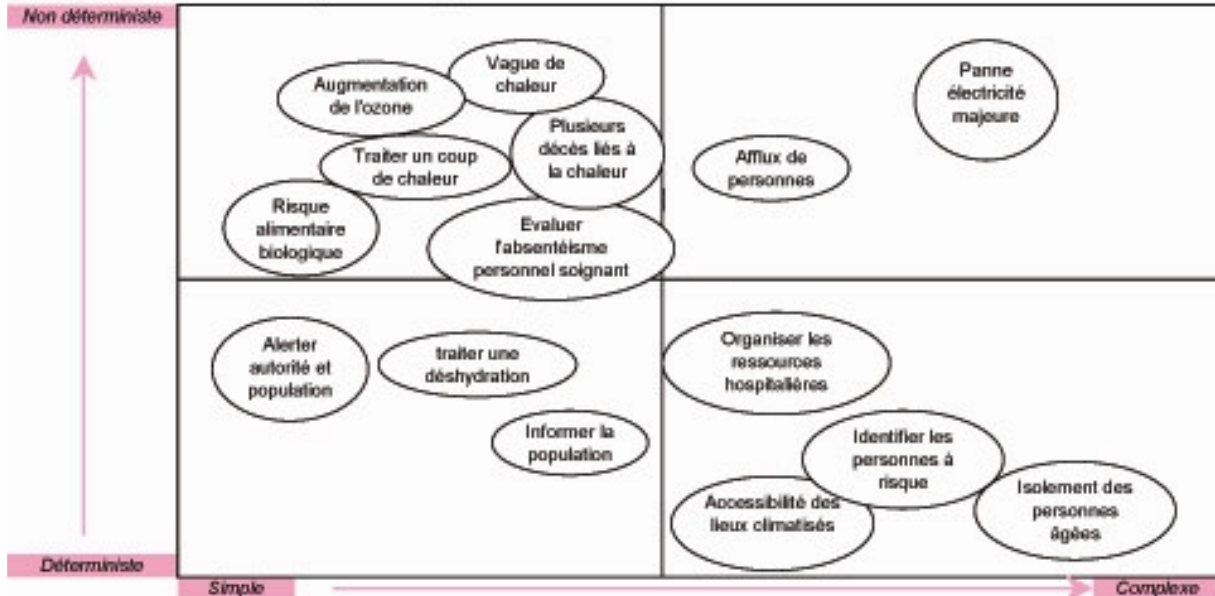 Non déterministe
Vague de
chaleur
Augmentation
de l'ozone
Plusieurs
décès liés à
la chaleur
Traiter un coup
de chaleur
Risque
alimentaire
biologique
Evaluer
l'absentéisme
personnel soignant
Panne
électricité
majeure
Afflux de
personnes
Alerter
autorité et
population
traiter une
déshydration
Informer la
population
Organiser les
ressources
hospitalières
Identifier les
personnes à
risque
Accessibilité des
lieux climatisés
Isolement des
personnes
âgées
Déterministe
Simple
Complexe